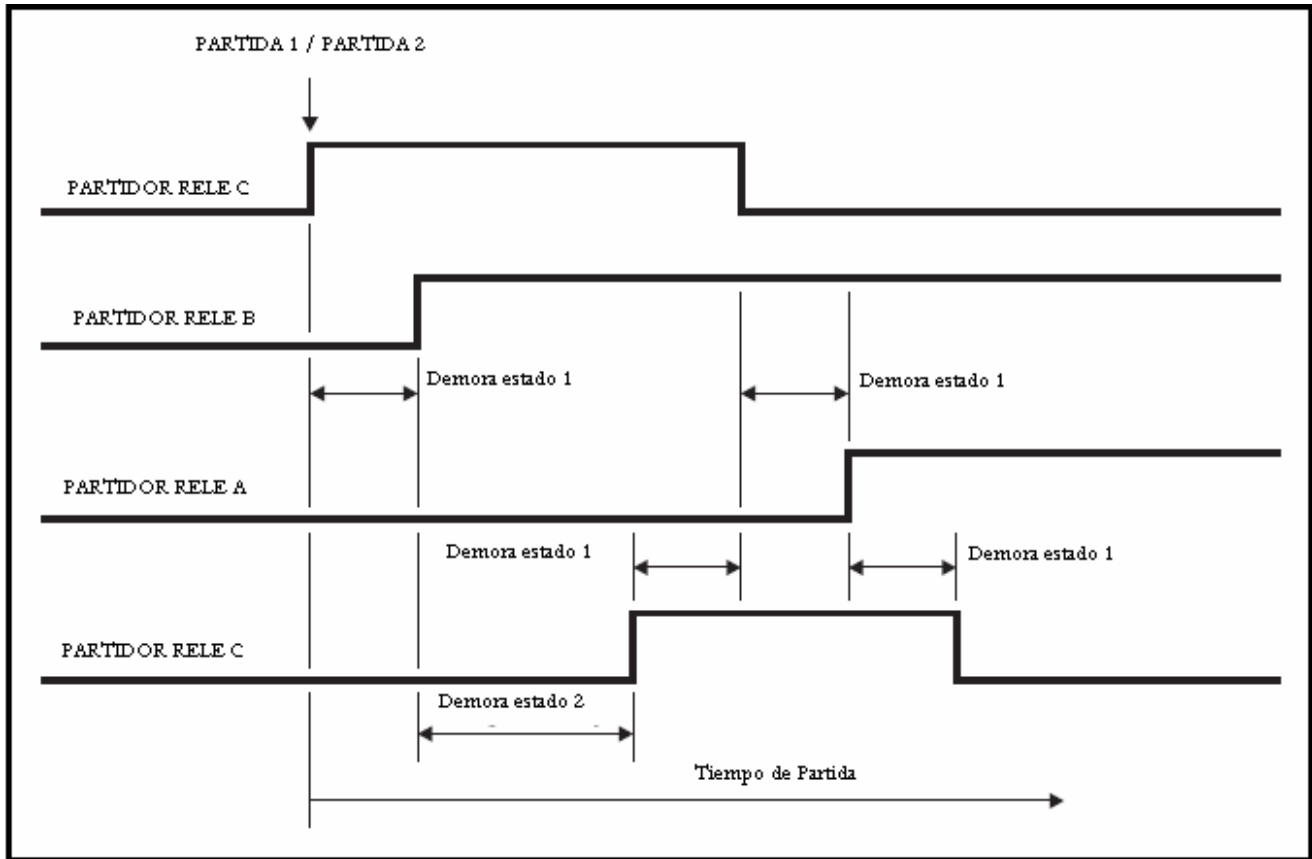 PARTIDA 1 / PARTIDA 2
PARTIDOR RELE C
PARTIDOR RELE B
Demora estado 1
Demora estado 1
PARTIDOR RELE A
Demora estado 1
Demora estado 1
PARTIDOR RELE C
Demora estado 2
Tiempo de Partida